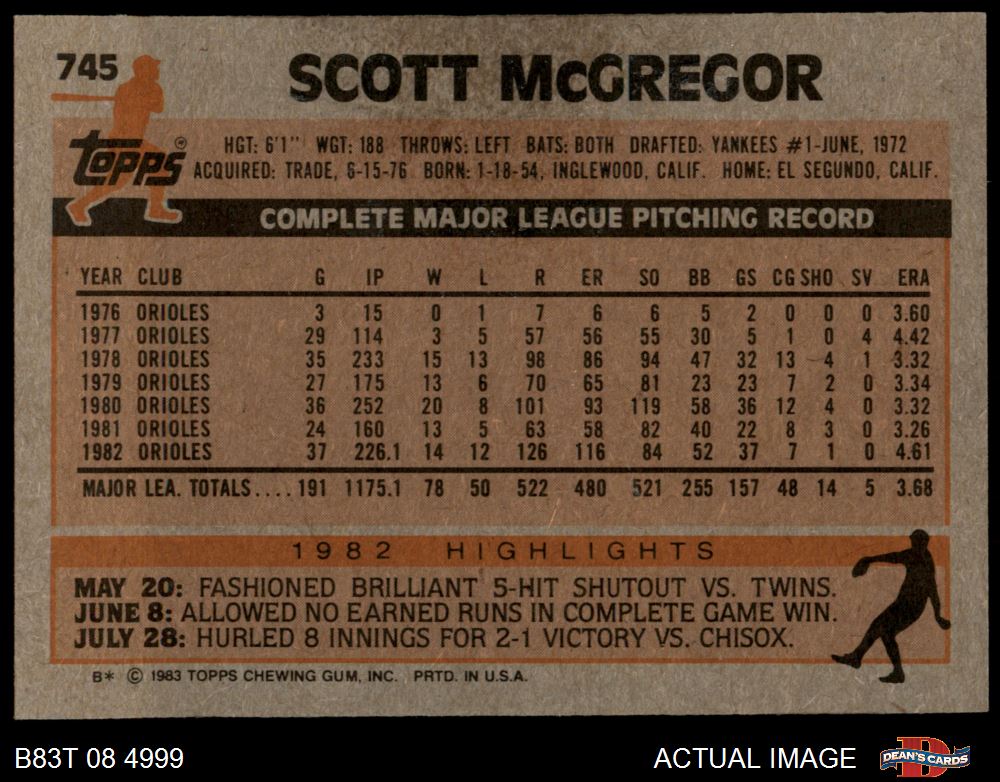 745
SCOTT McGREGOR
topps®
HGT: 6'1" WGT: 188 THROWS: LEFT BATS: BOTH DRAFTED: YANKEES #1-JUNE, 1972
ACQUIRED: TRADE, 6-15-76 BORN: 1-18-54, INGLEWOOD, CALIF. HOME: EL SEGUNDO, CALIF.
COMPLETE MAJOR LEAGUE PITCHING RECORD
YEAR CLUB G IP W L R ER SO BB GS CG SHO SV ERA
1976 ORIOLES 3 15 0 1 7 6 6 5 2 0 0 0 3.60
1977 ORIOLES 29 114 3 5 57 56 55 30 5 1 0 4 4.42
1978 ORIOLES 35 233 15 13 98 86 94 47 32 13 4 1 3.32
1979 ORIOLES 27 175 13 6 70 65 81 23 23 7 2 0 3.34
1980 ORIOLES 36 252 20 8 101 93 119 58 36 12 4 0 3.32
1981 ORIOLES 24 160 13 5 63 58 82 40 22 8 3 0 3.26
1982 ORIOLES 37 226.1 14 12 126 116 84 52 37 7 1 0 4.61
MAJOR LEA. TOTALS.... 191 1175.1 78 50 522 480 521 255 157 48 14 5 3.68
1982 HIGHLIGHTS
MAY 20: FASHIONED BRILLIANT 5-HIT SHUTOUT VS. TWINS.
JUNE 8: ALLOWED NO EARNED RUNS IN COMPLETE GAME WIN.
JULY 28: HURLED 8 INNINGS FOR 2-1 VICTORY VS. CHISOX.
B* © 1983 TOPPS CHEWING GUM, INC. PRTD. IN U.S.A.
B83T 08 4999
ACTUAL IMAGE
D
DEAN'S CARDS